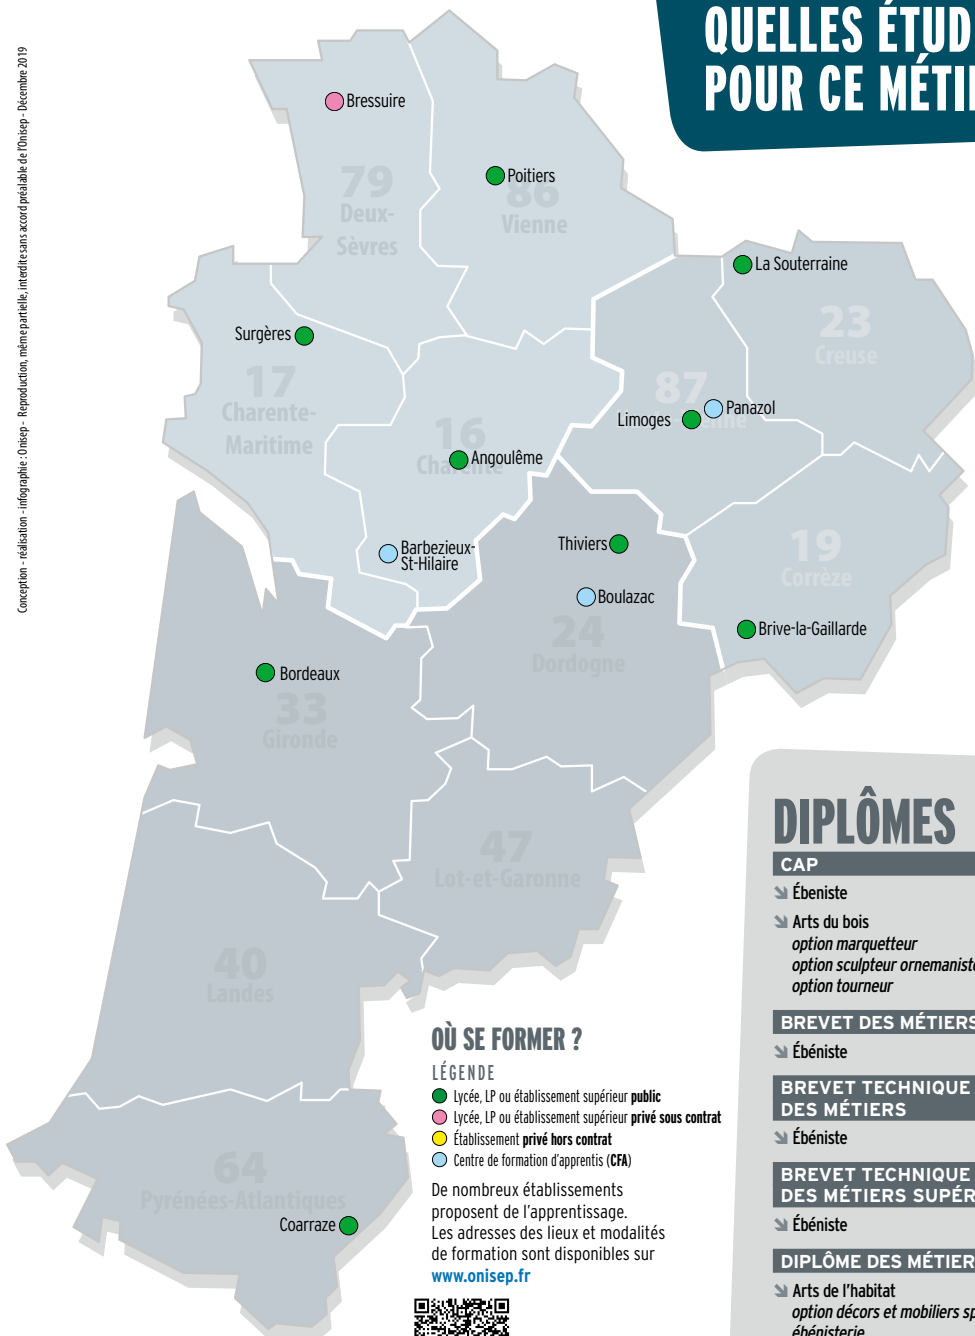 Conception - réalisation - infographie : Onisep - Reproduction, même partielle, interdite sans accord préalable de l'Onisep - Décembre 2019
QUELLES ÉTUD
POUR CE MÉTI
Bressuire
79
Deux-
Sèvres
Poitiers
86
Vienne
La Souterraine
23
Creuse
Surgères
17
Charente-
Maritime
87
Panazol
Limoges
16
Charente
Angoulême
Barbezieux-
St-Hilaire
Thiviers
Boulazac
24
Dordogne
19
Corrèze
Brive-la-Gaillarde
Bordeaux
33
Gironde
47
Lot-et-Garonne
40
Landes
64
Pyrénées-Atlantiques
Coarraze
OÙ SE FORMER ?
LÉGENDE
Lycée, LP ou établissement supérieur public
Lycée, LP ou établissement supérieur privé sous contrat
Établissement privé hors contrat
Centre de formation d'apprentis (CFA)
De nombreux établissements
proposent de l'apprentissage.
Les adresses des lieux et modalités
de formation sont disponibles sur
www.onisep.fr
DIPLÔMES
CAP
Ébeniste
Arts du bois
option marquetteur
option sculpteur ornemaniste
option tourneur
BREVET DES MÉTIERS
Ébéniste
BREVET TECHNIQUE
DES MÉTIERS
Ébéniste
BREVET TECHNIQUE
DES MÉTIERS SUPÉR
Ébéniste
DIPLÔME DES MÉTIER
Arts de l'habitat
option décors et mobiliers sp
ébénisterie